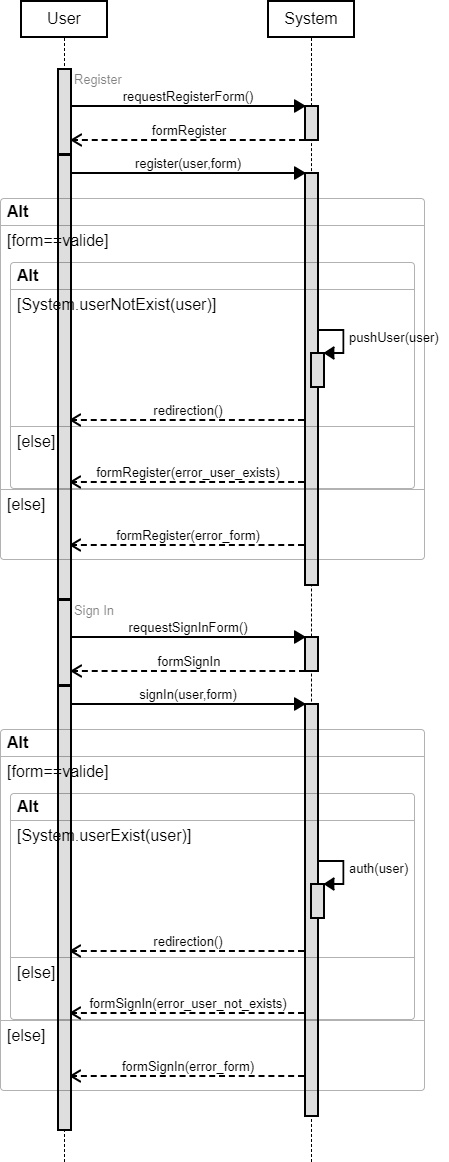 User
System
Register
requestRegisterForm()
formRegister
register(user,form)
Alt
[form==valide]
Alt
[System.userNotExist(user)]
pushUser(user)
redirection()
[else]
formRegister(error_user_exists)
[else]
formRegister(error_form)
Sign In
requestSignInForm()
formSignIn
signIn(user,form)
Alt
[form==valide]
Alt
[System.userExist(user)]
auth(user)
redirection()
[else]
formSignIn(error_user_not_exists)
[else]
formSignIn(error_form)